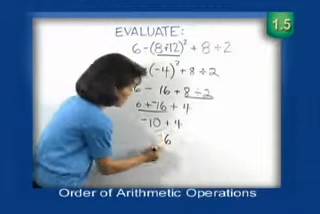 1.5
EVALUATE:
6-(8+-12)²+8÷2
(-4)²+8÷2
6 - 16 + 8 ÷ 2
6 + -16 + 4
-10 + 4
-6
Order of Arithmetic Operations